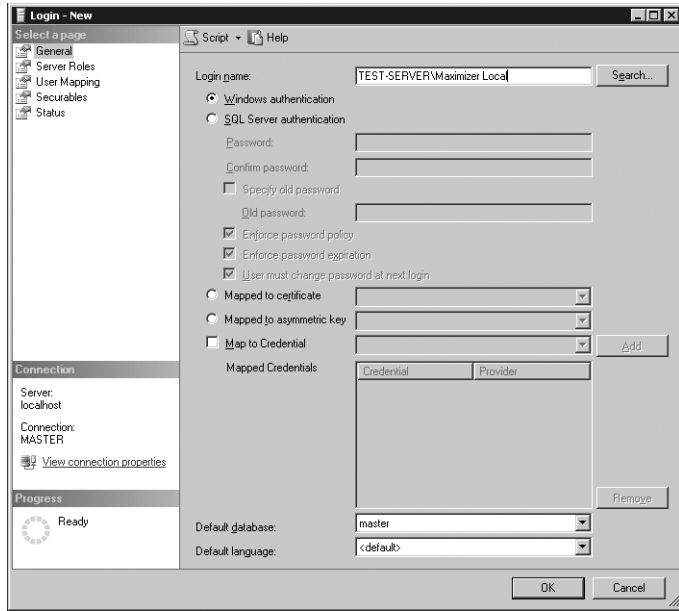 Login - New
Select a page
General
Server Roles
User Mapping
Securables
Status
Script
Help
Login name:
TEST-SERVER\Maximizer Local
Search...
Windows authentication
SQL Server authentication
Password:
Confirm password:
Specify old password
Old password:
Enforce password policy
Enforce password expiration
User must change password at next login
Mapped to certificate
Mapped to asymmetric key
Map to Credential
Add
Mapped Credentials
Credential
Provider
Remove
Default database:
master
Default language:
<default>
Connection
Server:
localhost
Connection:
MASTER
View connection properties
Progress
Ready
OK
Cancel